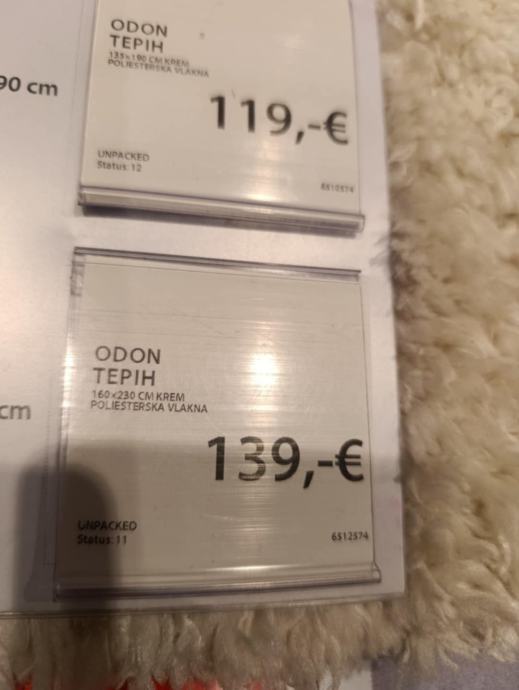 90 cm
ODON
TEPIH
135x190 CM KREM
POLIESTERSKA VLAKNA
119,-€
UNPACKED
Status: 12
6510574
cm
ODON
TEPIH
160x230 CM KREM
POLIESTERSKA VLAKNA
139,-€
UNPACKED
Status: 11
6512574